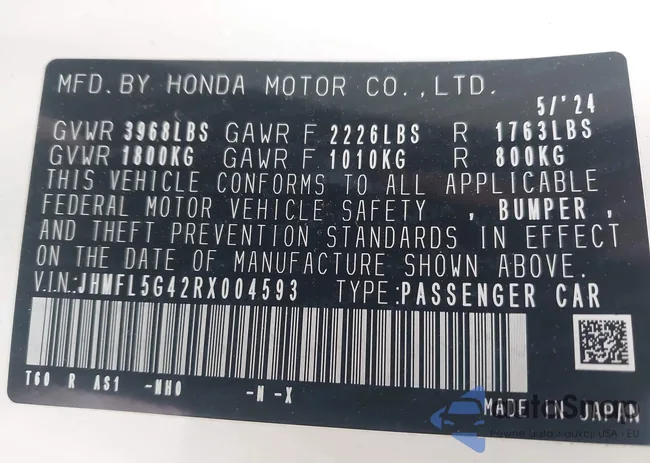 MFD. BY HONDA MOTOR CO., LTD.
5/'24
GVWR 3968LBS GAWR F 2226LBS R 1763LBS
GVWR 1800KG GAWR F 1010KG R 800KG
THIS VEHICLE CONFORMS TO ALL APPLICABLE
FEDERAL MOTOR VEHICLE SAFETY , BUMPER ,
AND THEFT PREVENTION STANDARDS IN EFFECT
ON THE DATE OF MANUFACTURE SHOWN ABOVE.
V.I.N.:JHMFL5G42RX004593 TYPE:PASSENGER CAR
T60 R AS1 -NH0 -N -X
MADE IN JAPAN
autoSnap